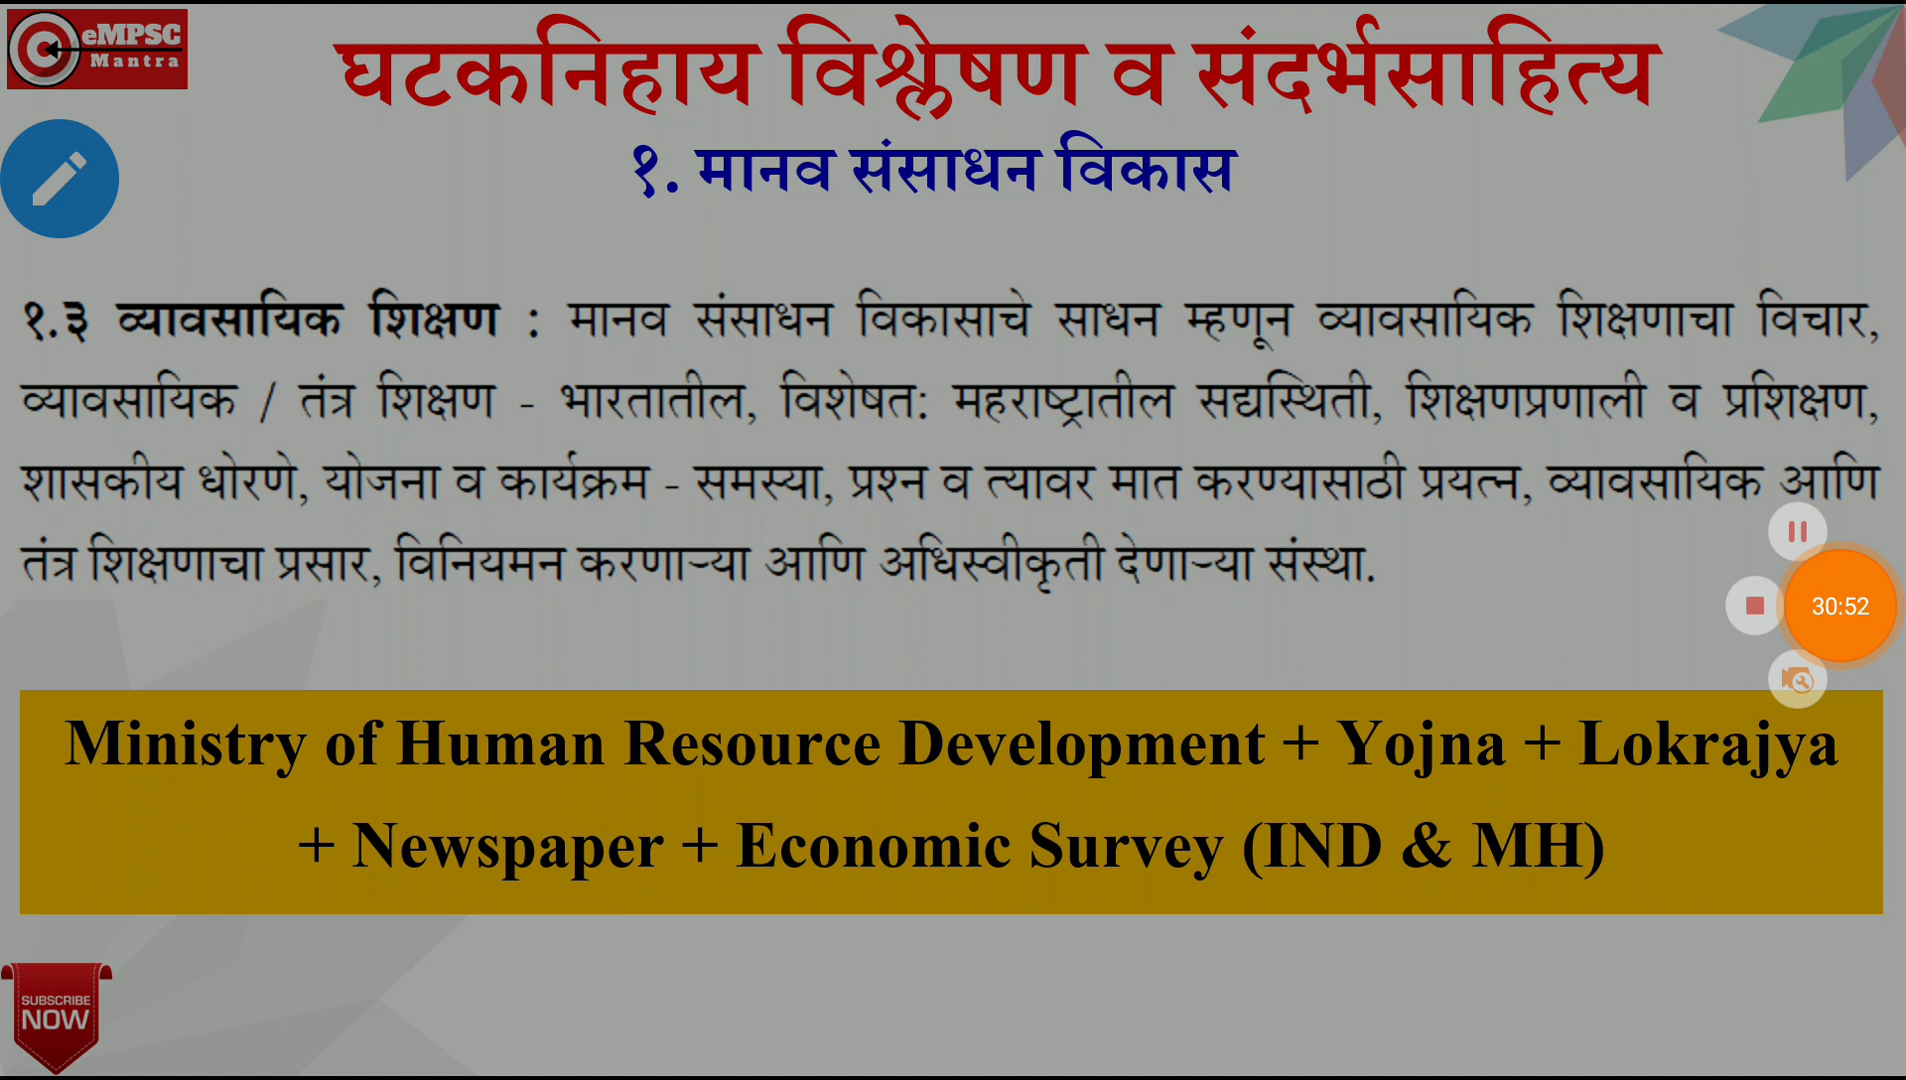 eMPSC
Mantra
घटकनिहाय विश्लेषण व संदर्भसाहित्य
१. मानव संसाधन विकास
१.३ व्यावसायिक शिक्षण : मानव संसाधन विकासाचे साधन म्हणून व्यावसायिक शिक्षणाचा विचार,
व्यावसायिक / तंत्र शिक्षण - भारतातील, विशेषत: महराष्ट्रातील सद्यस्थिती, शिक्षणप्रणाली व प्रशिक्षण,
शासकीय धोरणे, योजना व कार्यक्रम - समस्या, प्रश्न व त्यावर मात करण्यासाठी प्रयत्न, व्यावसायिक आणि
तंत्र शिक्षणाचा प्रसार, विनियमन करणाऱ्या आणि अधिस्वीकृती देणाऱ्या संस्था.
30:52
Ministry of Human Resource Development + Yojna + Lokrajya
+ Newspaper + Economic Survey (IND & MH)
SUBSCRIBE
NOW